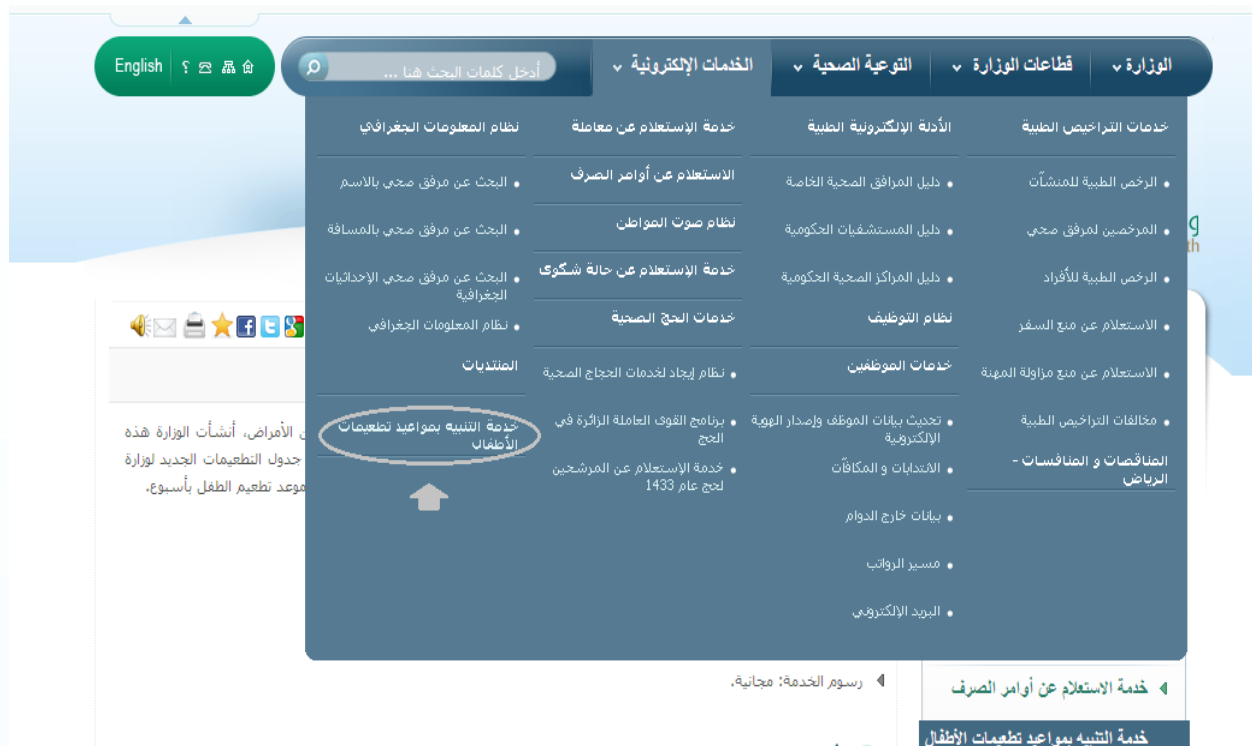 الوزارة
قطاعات الوزارة
التوعية الصحية
الخدمات الإلكترونية
أدخل كلمات البحث هنا ...
English
خدمات التراخيص الطبية
الرخص الطبية للمنشآت
المرخصين لمرفق صحي
الرخص الطبية للأفراد
الاستعلام عن منع السفر
الاستعلام عن منع مزاولة المهنة
مخالفات التراخيص الطبية
المناقصات و المنافسات -
الرياض
الأدلة الإلكترونية الطبية
دليل المرافق الصحية الخاصة
دليل المستشفيات الحكومية
دليل المراكز الصحية الحكومية
نظام التوظيف
خدمات الموظفين
تحديث بيانات الموظف وإصدار الهوية
الإلكترونية
الانتدابات و المكافآت
بيانات خارج الدوام
مسير الرواتب
البريد الإلكتروني
خدمة الإستعلام عن معاملة
الاستعلام عن أوامر الصرف
نظام صوت المواطن
خدمة الإستعلام عن حالة شكوى
خدمات الحج الصحية
نظام إيجاد لخدمات الحجاج الصحية
برنامج القوى العاملة الزائرة في
الحج
خدمة الإستعلام عن المرشحين
لحج عام 1433
نظام المعلومات الجغرافي
البحث عن مرفق صحي بالاسم
البحث عن مرفق صحي بالمسافة
البحث عن مرفق صحي الإحداثيات
الجغرافية
نظام المعلومات الجغرافي
المنتديات
خدمة التنبيه بمواعيد تطعيمات
الأطفال
th
الأمراض، أنشأت الوزارة هذه
جدول التطعيمات الجديد لوزارة
موعد تطعيم الطفل بأسبوع.
رسوم الخدمة: مجانية.
خدمة الاستعلام عن أوامر الصرف
خدمة التنبيه بمواعيد تطعيمات الأطفال